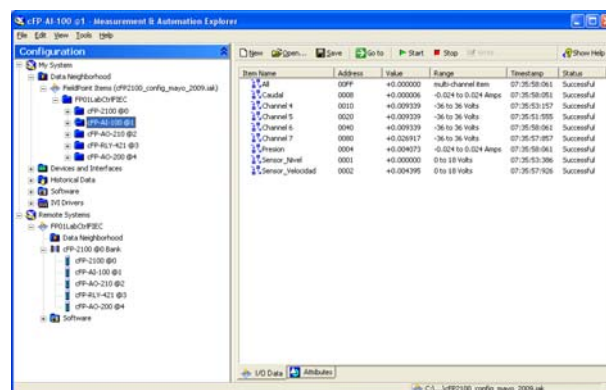 cFP-AI-100 @1 - Measurement & Automation Explorer
File Edit View Tools Help
Configuration
My System
Data Neighborhood
FieldPoint Items (cFP2100_config_mayo_2009.iak)
FP01LabCtrlFIEC
cFP-2100 @0
cFP-AI-100 @1
cFP-AO-210 @2
cFP-RLY-421 @3
cFP-AO-200 @4
Devices and Interfaces
Historical Data
Software
IVI Drivers
Remote Systems
FP01LabCtrlFIEC
Data Neighborhood
cFP-2100 @0 Bank
cFP-2100 @0
cFP-AI-100 @1
cFP-AO-210 @2
cFP-RLY-421 @3
cFP-AO-200 @4
Software
New Open... Save Go to Start Stop Show Help
Item Name Address Value Range Timestamp Status
All 00FF +0.000000 multi-channel item 07:35:58:061 Successful
Caudal 0008 +0.000006 -0.024 to 0.024 Amps 07:35:58:051 Successful
Channel 4 0010 +0.009339 -36 to 36 Volts 07:35:53:157 Successful
Channel 5 0020 +0.009339 -36 to 36 Volts 07:35:51:555 Successful
Channel 6 0040 +0.009339 -36 to 36 Volts 07:35:58:061 Successful
Channel 7 0080 +0.026917 -36 to 36 Volts 07:35:57:857 Successful
Presion 0004 +0.004073 -0.024 to 0.024 Amps 07:35:58:061 Successful
Sensor_Nivel 0001 +0.000000 0 to 18 Volts 07:35:53:386 Successful
Sensor_Velocidad 0002 +0.004395 0 to 18 Volts 07:35:57:926 Successful
I/O Data Attributes
C:\...\cFP2100_config_mayo_2009.iak